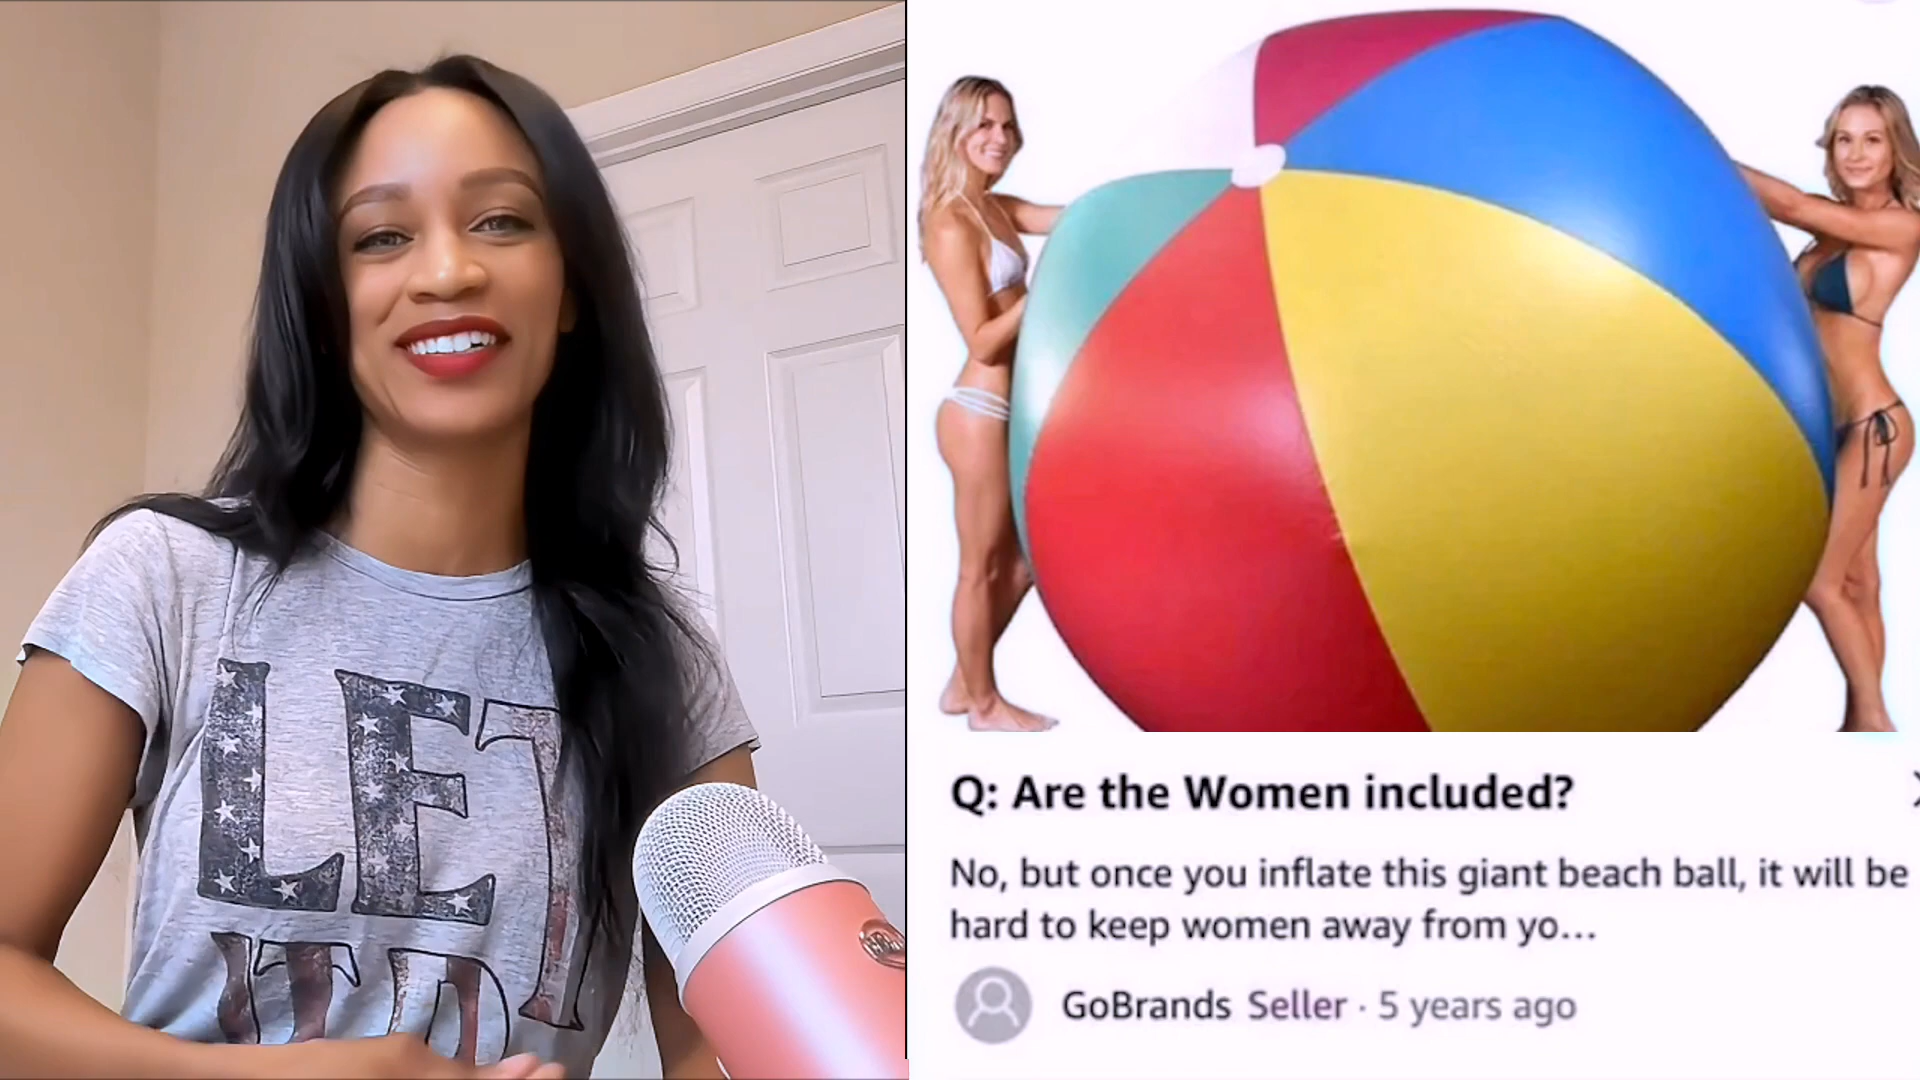 LET
Q: Are the Women included?
No, but once you inflate this giant beach ball, it will be
hard to keep women away from yo...
GoBrands Seller · 5 years ago